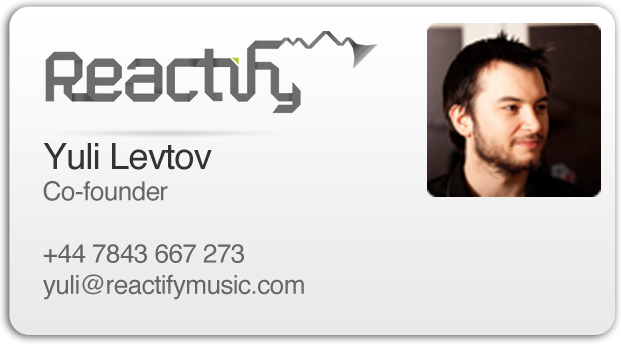 Reactify
Yuli Levtov
Co-founder
+44 7843 667 273
yuli@reactifymusic.com